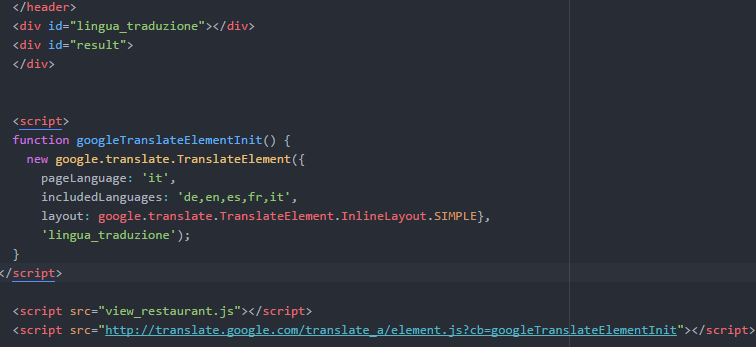 </header>
<div id="lingua_traduzione"></div>
<div id="result">
</div>
<script>
function googleTranslateElementInit() {
new google.translate.TranslateElement({
pageLanguage: 'it',
includedLanguages: 'de,en,es,fr,it',
layout: google.translate.TranslateElement.InlineLayout.SIMPLE},
'lingua_traduzione');
}
</script>
<script src="view_restaurant.js"></script>
<script src="http://translate.google.com/translate_a/element.js?cb=googleTranslateElementInit"></script>